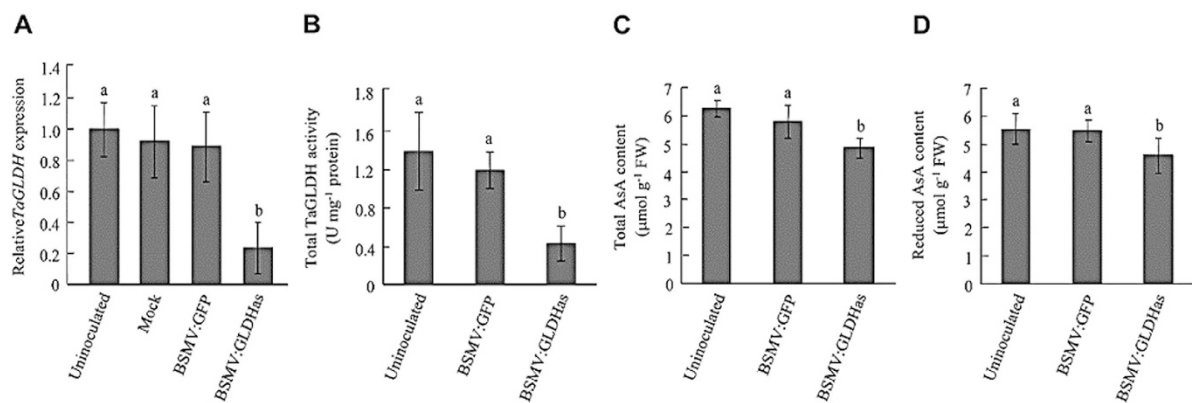 A
Relative TaGLDH expression
1.4
1.2
1.0
0.8
0.6
0.4
0.2
0
a
a
a
b
Uninoculated
Mock
BSMV:GFP
BSMV:GLDHas
B
Total TaGLDH activity
(U mg⁻¹ protein)
1.8
1.6
1.2
0.8
0.4
0
a
a
b
Uninoculated
BSMV:GFP
BSMV:GLDHas
C
Total AsA content
(μmol g⁻¹ FW)
7
6
5
4
3
2
1
0
a
a
b
Uninoculated
BSMV:GFP
BSMV:GLDHas
D
Reduced AsA content
(μmol g⁻¹ FW)
7
6
5
4
3
2
1
0
a
a
b
Uninoculated
BSMV:GFP
BSMV:GLDHas